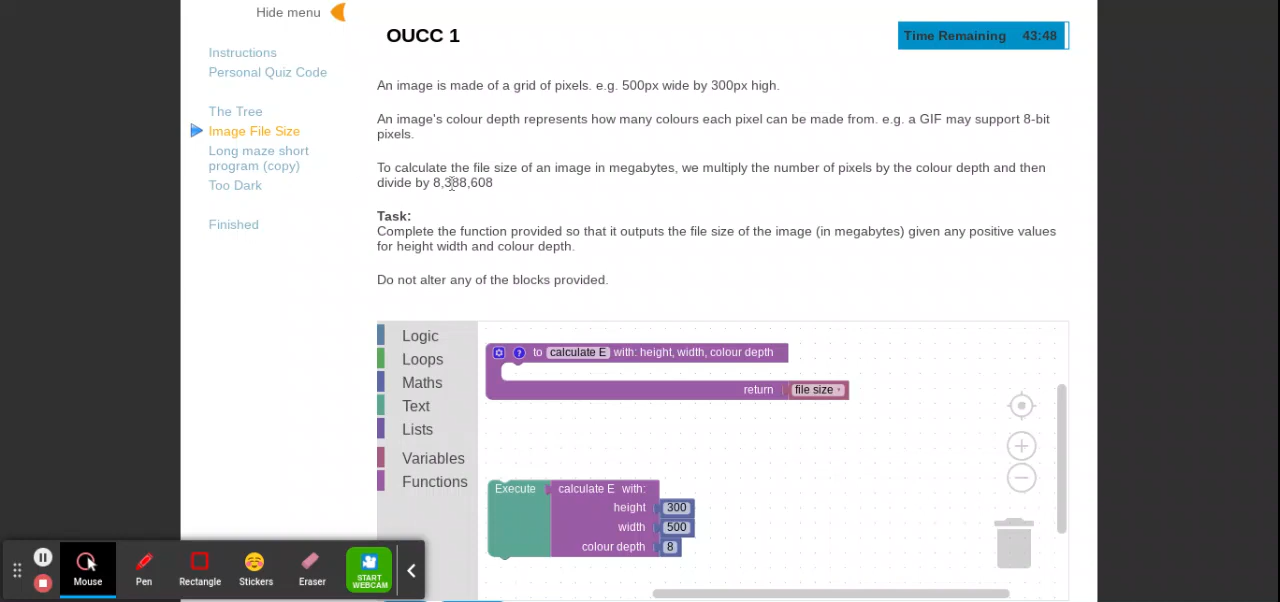 Hide menu
OUCC 1
Time Remaining 43:48
Instructions
Personal Quiz Code
The Tree
Image File Size
Long maze short
program (copy)
Too Dark
Finished
An image is made of a grid of pixels. e.g. 500px wide by 300px high.
An image's colour depth represents how many colours each pixel can be made from. e.g. a GIF may support 8-bit
pixels.
To calculate the file size of an image in megabytes, we multiply the number of pixels by the colour depth and then
divide by 8,388,608
Task:
Complete the function provided so that it outputs the file size of the image (in megabytes) given any positive values
for height width and colour depth.
Do not alter any of the blocks provided.
Logic
Loops
Maths
Text
Lists
Variables
Functions
? to calculate E with: height, width, colour depth
return file size
Execute calculate E with:
height 300
width 500
colour depth 8
Mouse
Pen
Rectangle
Stickers
Eraser
START
WEBCAM